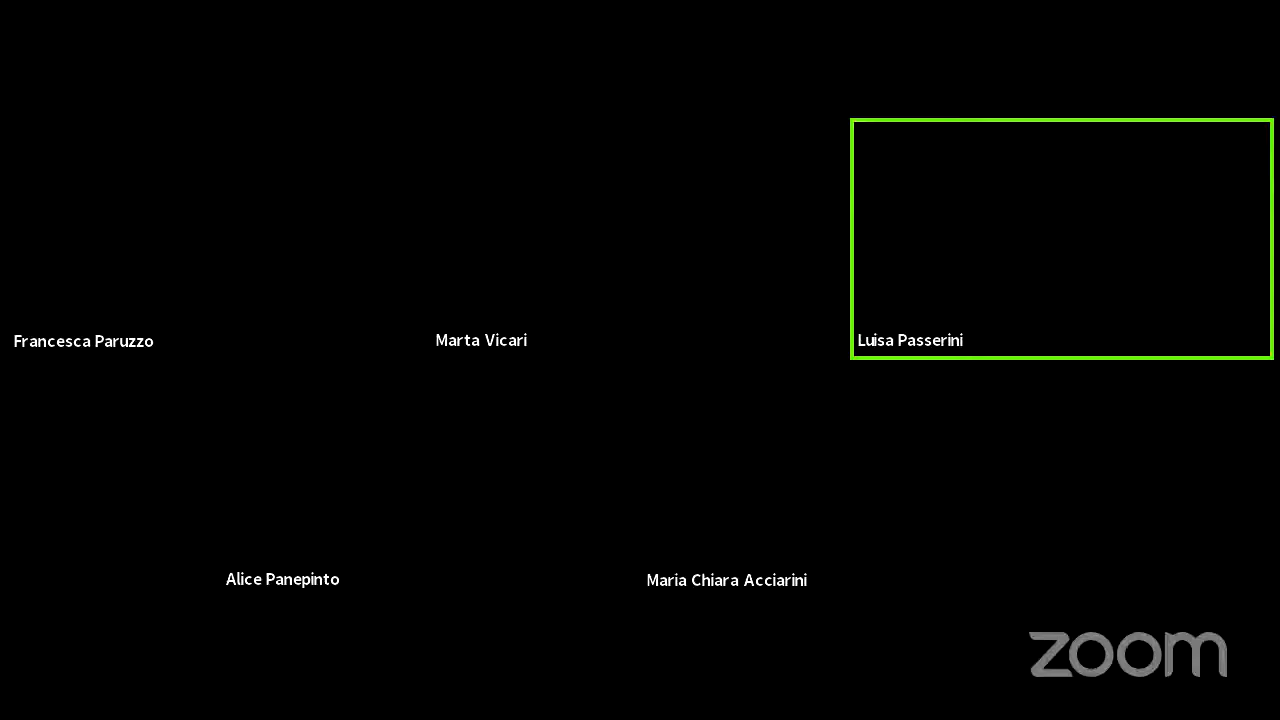 Francesca Paruzzo
Marta Vicari
Luisa Passerini
Alice Panepinto
Maria Chiara Acciarini
zoom